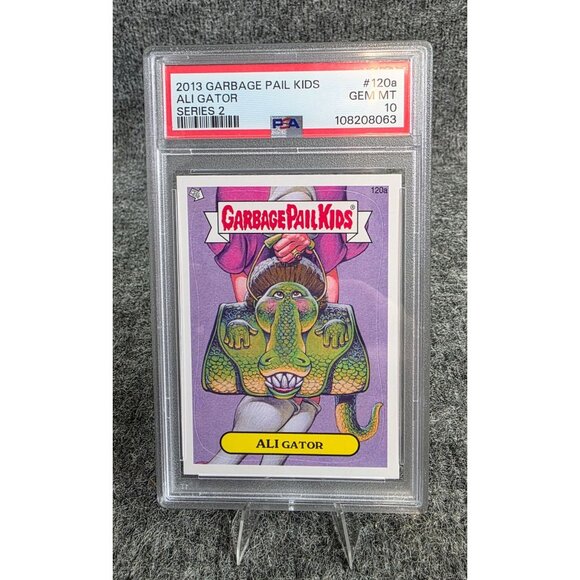 2013 GARBAGE PAIL KIDS #120a
ALI GATOR GEM MT
SERIES 2 10
PSA 108208063
120a
GARBAGE PAIL KIDS®
ALI GATOR